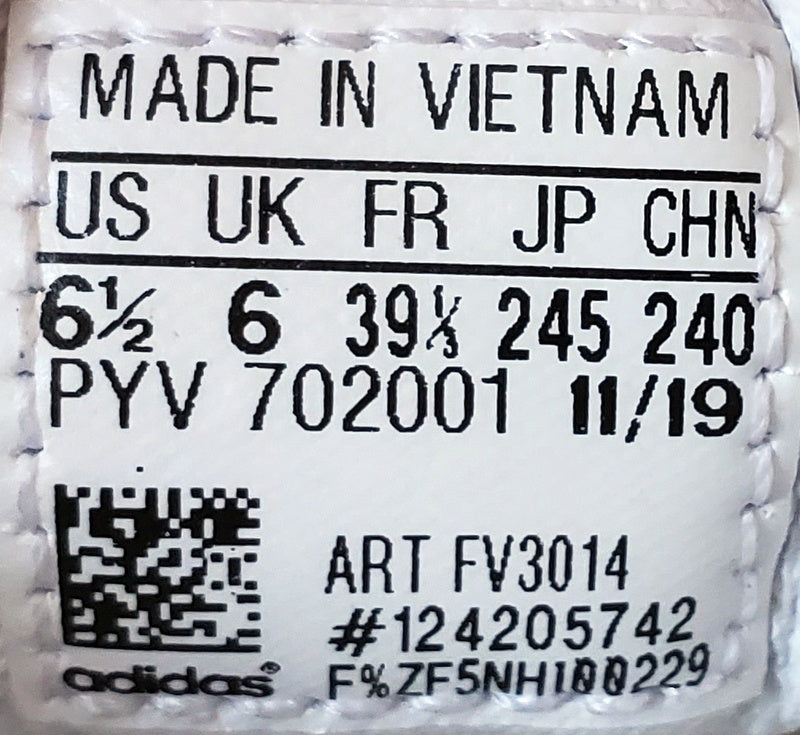 MADE IN VIETNAM
US UK FR JP CHN
6½ 6 39⅓ 245 240
PYV 702001 11/19
ART FV3014
#124205742
adidas® F%ZF5NH100229